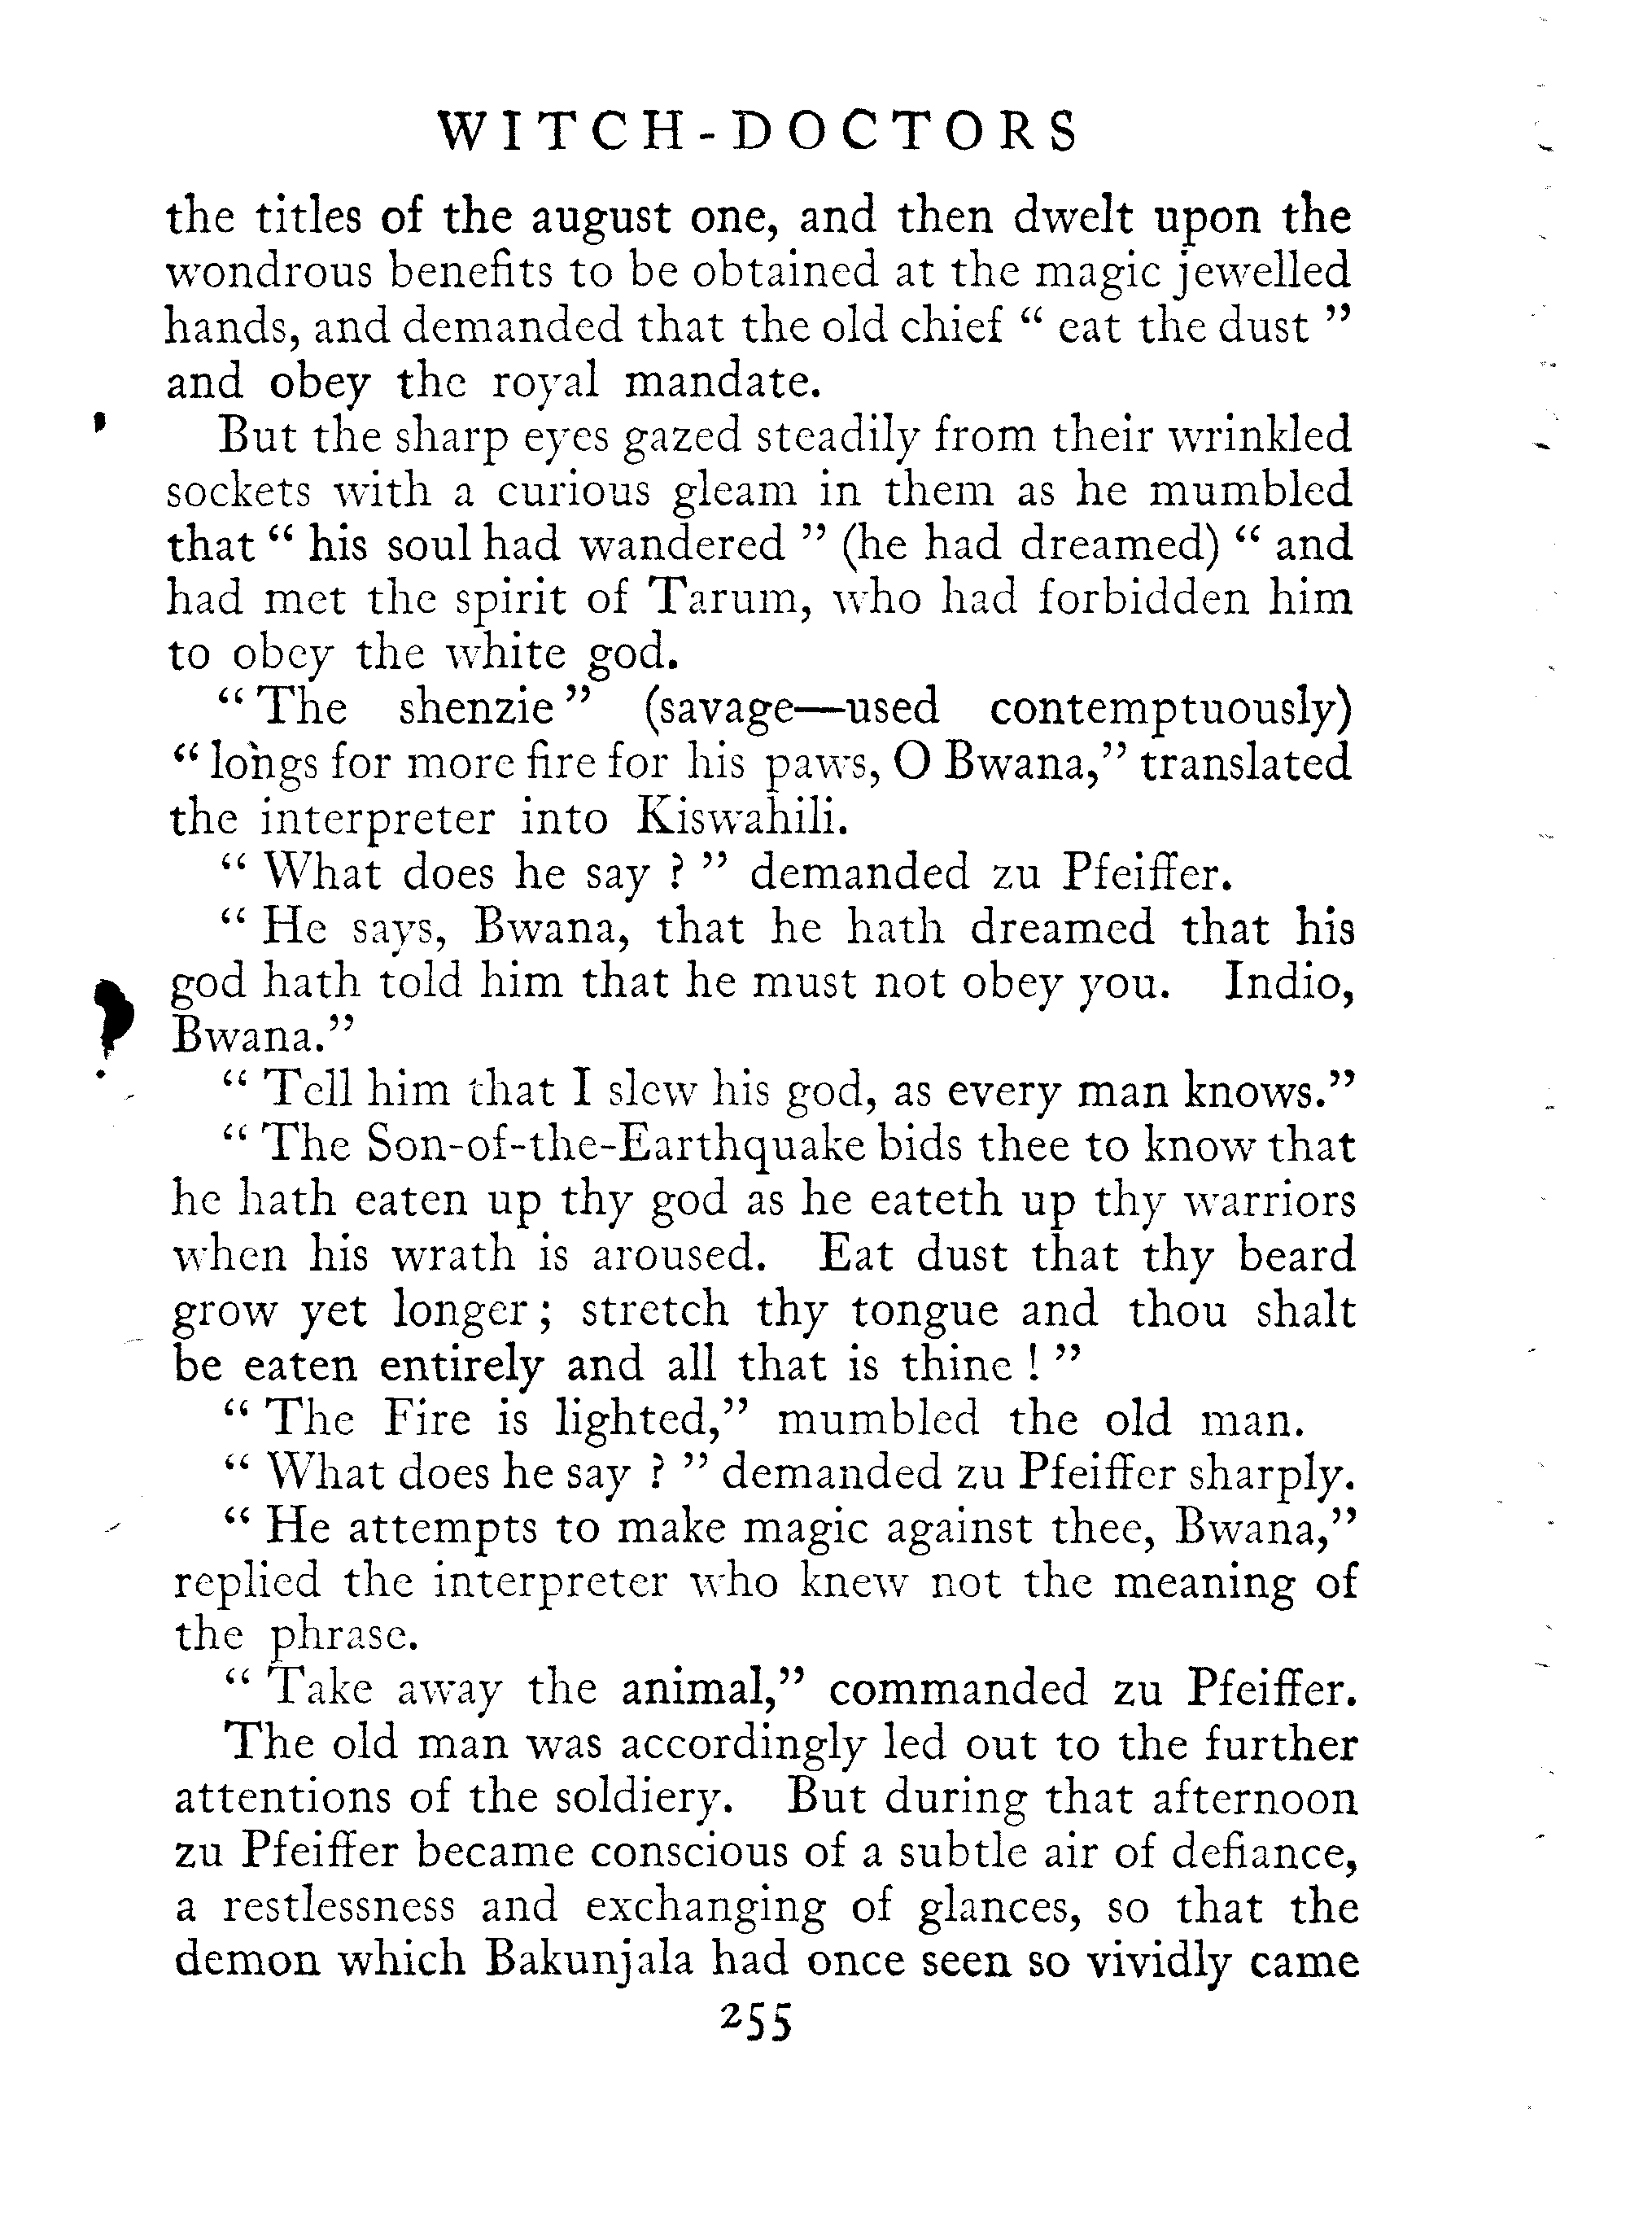 WITCH-DOCTORS
the titles of the august one, and then dwelt upon the
wondrous benefits to be obtained at the magic jewelled
hands, and demanded that the old chief “ eat the dust ”
and obey the royal mandate.
But the sharp eyes gazed steadily from their wrinkled
sockets with a curious gleam in them as he mumbled
that “ his soul had wandered ” (he had dreamed) “ and
had met the spirit of Tarum, who had forbidden him
to obey the white god.
“ The shenzie ” (savage—used contemptuously)
“ longs for more fire for his paws, O Bwana,” translated
the interpreter into Kiswahili.
“ What does he say ? ” demanded zu Pfeiffer.
“ He says, Bwana, that he hath dreamed that his
god hath told him that he must not obey you. Indio,
Bwana.”
“ Tell him that I slew his god, as every man knows.”
“ The Son-of-the-Earthquake bids thee to know that
he hath eaten up thy god as he eateth up thy warriors
when his wrath is aroused. Eat dust that thy beard
grow yet longer ; stretch thy tongue and thou shalt
be eaten entirely and all that is thine ! ”
“ The Fire is lighted,” mumbled the old man.
“ What does he say ? ” demanded zu Pfeiffer sharply.
“ He attempts to make magic against thee, Bwana,”
replied the interpreter who knew not the meaning of
the phrase.
“ Take away the animal,” commanded zu Pfeiffer.
The old man was accordingly led out to the further
attentions of the soldiery. But during that afternoon
zu Pfeiffer became conscious of a subtle air of defiance,
a restlessness and exchanging of glances, so that the
demon which Bakunjala had once seen so vividly came
255